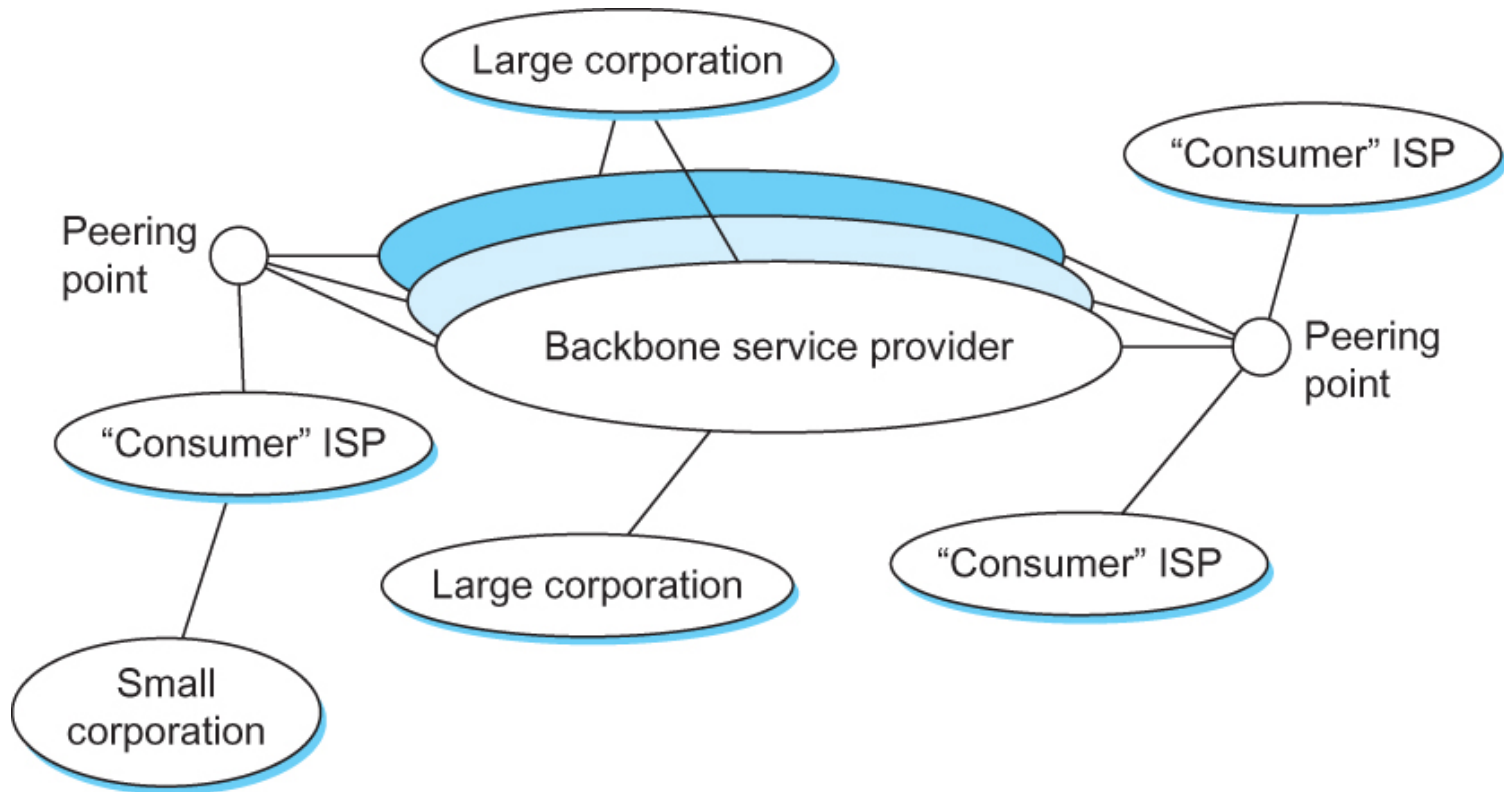 Large corporation
“Consumer” ISP
Peering
point
Backbone service provider
Peering
point
“Consumer” ISP
Large corporation
“Consumer” ISP
Small
corporation